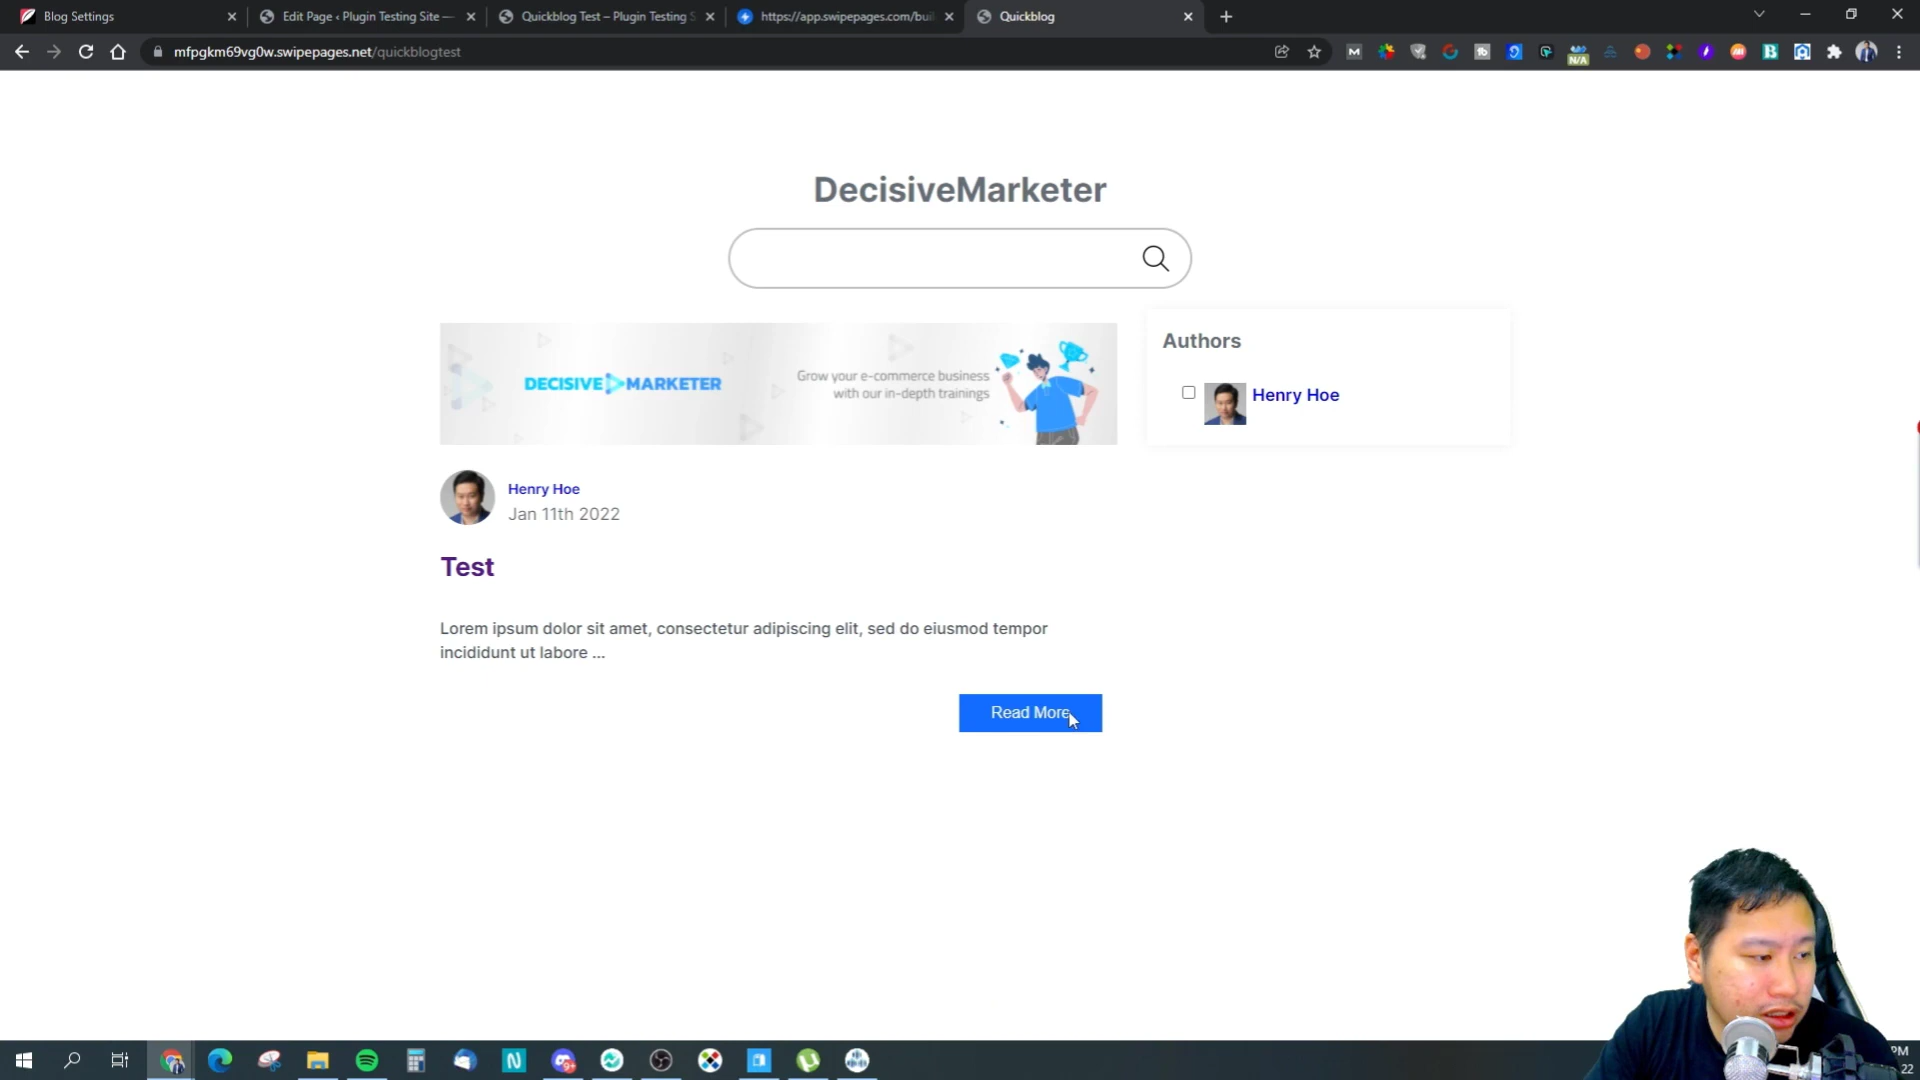 Blog Settings
Edit Page ‹ Plugin Testing Site —
Quickblog Test – Plugin Testing S
https://app.swipepages.com/bui
Quickblog
mfpgkm69vg0w.swipepages.net/quickblogtest
N/A
DecisiveMarketer
DECISIVE MARKETER
Grow your e-commerce business
with our in-depth trainings
Authors
Henry Hoe
Henry Hoe
Jan 11th 2022
Test
Lorem ipsum dolor sit amet, consectetur adipiscing elit, sed do eiusmod tempor
incididunt ut labore ...
Read More
PM
22